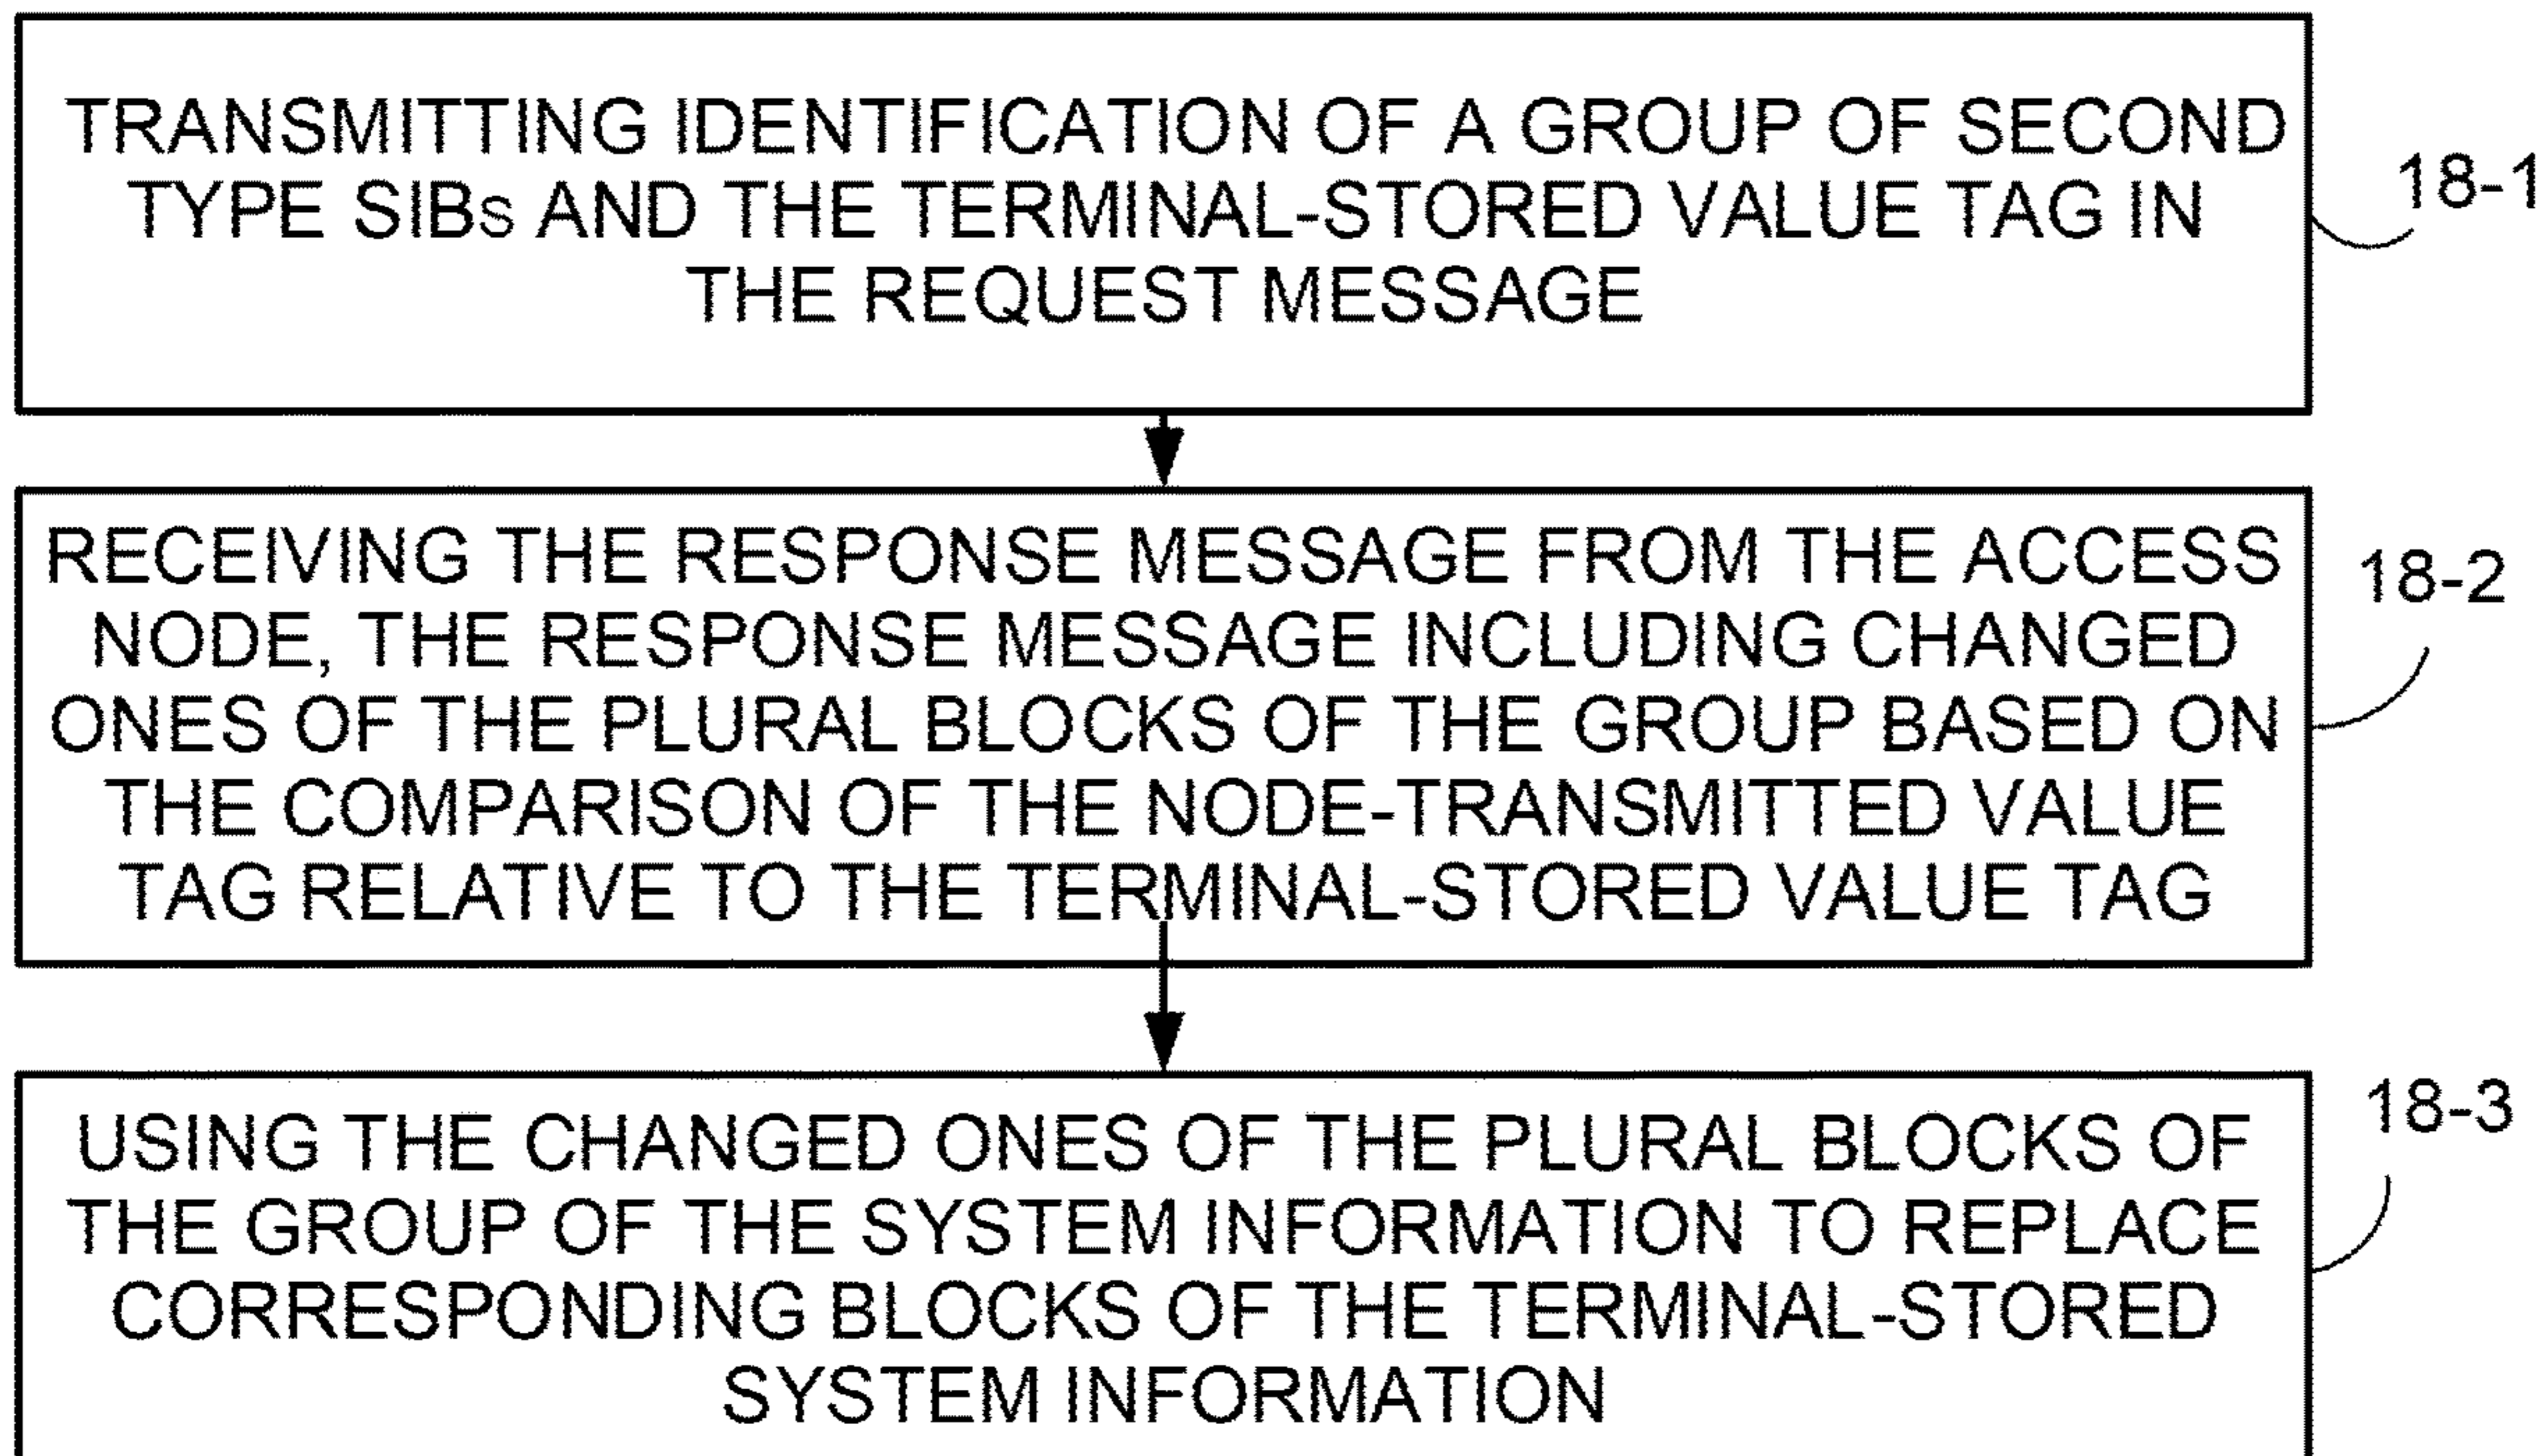 TRANSMITTING IDENTIFICATION OF A GROUP OF SECOND
TYPE SIBs AND THE TERMINAL-STORED VALUE TAG IN
THE REQUEST MESSAGE
18-1
RECEIVING THE RESPONSE MESSAGE FROM THE ACCESS
NODE, THE RESPONSE MESSAGE INCLUDING CHANGED
ONES OF THE PLURAL BLOCKS OF THE GROUP BASED ON
THE COMPARISON OF THE NODE-TRANSMITTED VALUE
TAG RELATIVE TO THE TERMINAL-STORED VALUE TAG
18-2
USING THE CHANGED ONES OF THE PLURAL BLOCKS OF
THE GROUP OF THE SYSTEM INFORMATION TO REPLACE
CORRESPONDING BLOCKS OF THE TERMINAL-STORED
SYSTEM INFORMATION
18-3